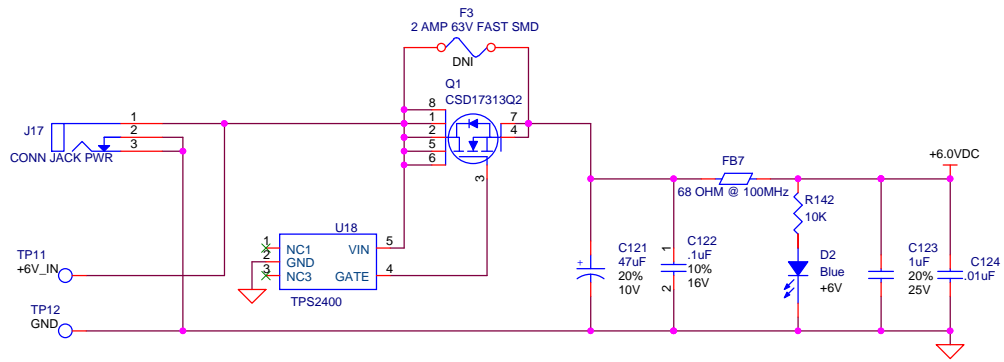 F3
2 AMP 63V FAST SMD
DNI
Q1
CSD17313Q2
8
1
2
5
6
7
4
3
J17
1
2
3
CONN JACK PWR
+6.0VDC
FB7
68 OHM @ 100MHz
R142
10K
U18
1
NC1
VIN
5
2
GND
3
NC3
GATE
4
TPS2400
TP11
+6V_IN
TP12
GND
+
C121
47uF
20%
10V
1
2
C122
.1uF
10%
16V
D2
Blue
+6V
C123
1uF
20%
25V
C124
.01uF